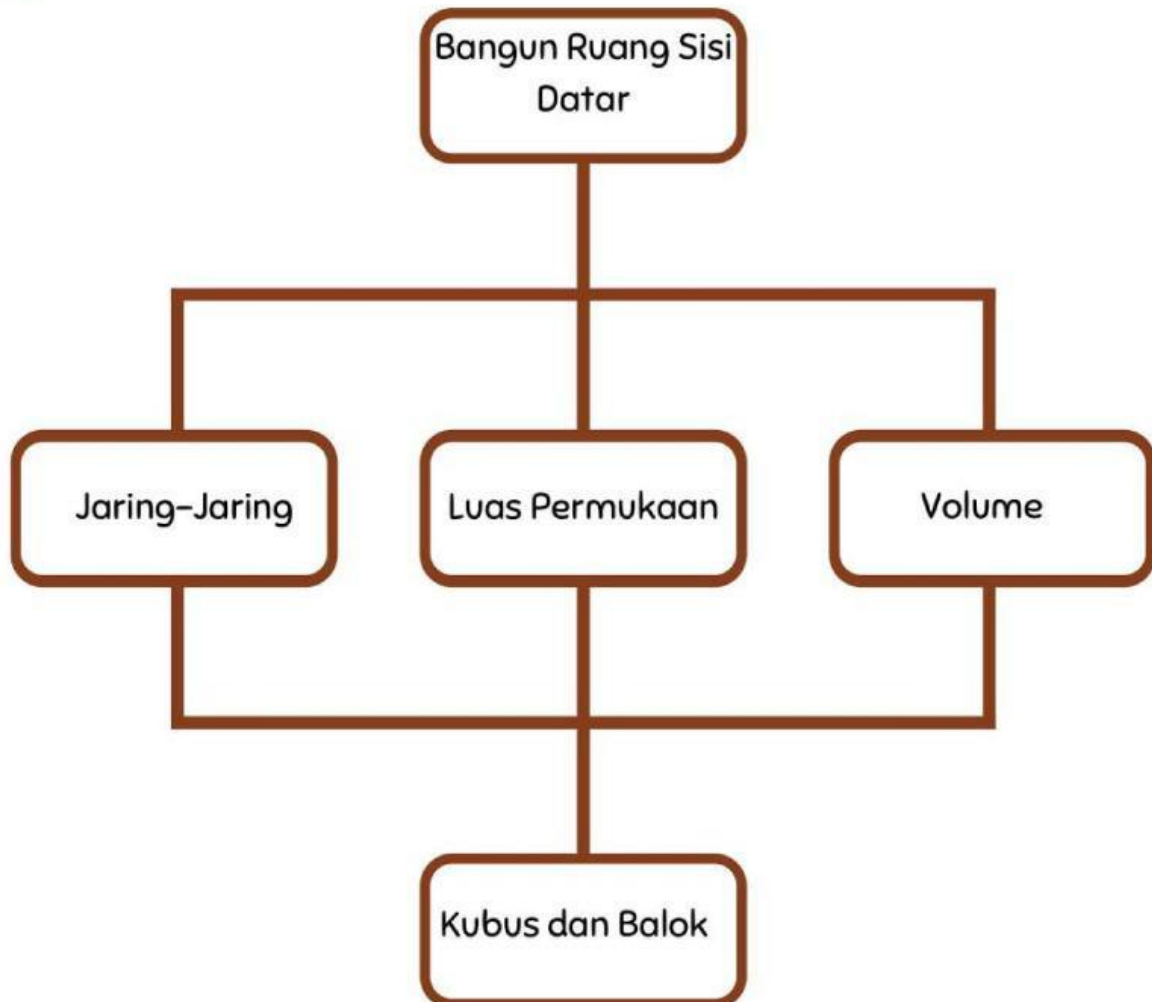 Bangun Ruang Sisi
Datar
Jaring-Jaring
Luas Permukaan
Volume
Kubus dan Balok